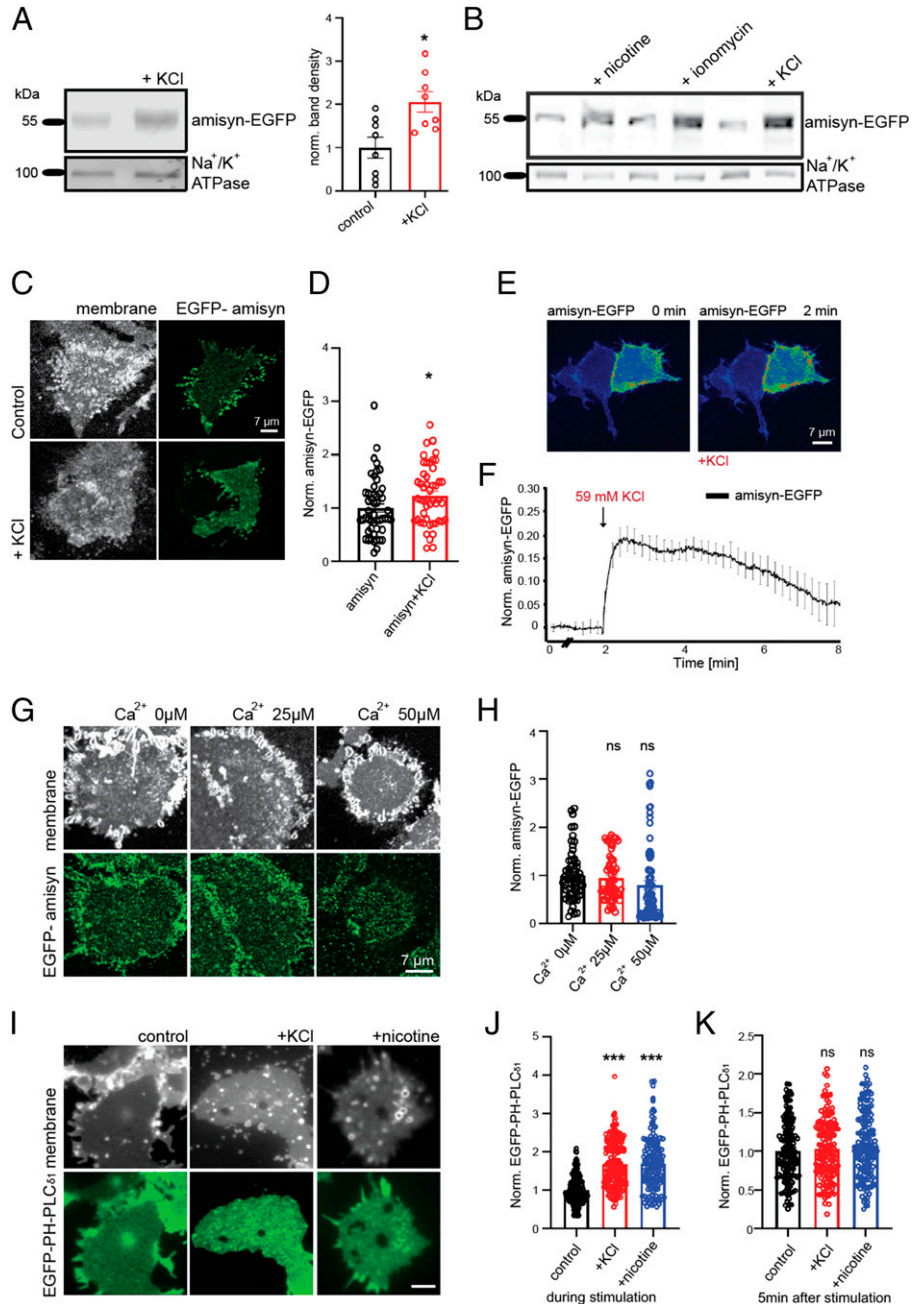 A
+ KCl
kDa
55
amisyn-EGFP
100
Na+/K+
ATPase
norm. band density
4
3
2
1
0
*
control
+KCl
B
+ nicotine
+ ionomycin
+ KCl
kDa
55
amisyn-EGFP
100
Na+/K+
ATPase
C
membrane
EGFP- amisyn
Control
+ KCl
7 µm
D
Norm. amisyn-EGFP
4
3
2
1
0
*
amisyn
amisyn+KCl
E
amisyn-EGFP 0 min
amisyn-EGFP 2 min
7 µm
+KCl
F
Norm. amisyn-EGFP
0.30
0.20
0.15
0.10
0.05
0
59 mM KCl
amisyn-EGFP
0 2 4 6 8
Time [min]
G
Ca2+ 0µM
Ca2+ 25µM
Ca2+ 50µM
membrane
EGFP- amisyn
7 µm
H
Norm. amisyn-EGFP
4
3
2
1
0
ns
ns
Ca2+ 0µM
Ca2+ 25µM
Ca2+ 50µM
I
control
+KCl
+nicotine
EGFP-PH-PLCδ1 membrane
J
Norm. EGFP-PH-PLCδ1
5
4
3
2
1
0
***
***
control
+KCl
+nicotine
during stimulation
K
Norm. EGFP-PH-PLCδ1
2.5
2.0
1.5
1.0
0.5
0
ns
ns
control
+KCl
+nicotine
5min after stimulation